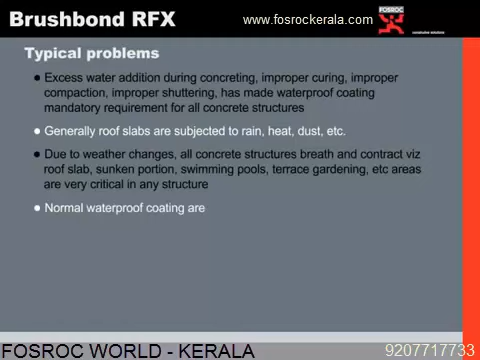 Brushbond RFX
www.fosrockerala.com
FOSROC
constructive solutions
Typical problems
● Excess water addition during concreting, improper curing, improper
compaction, improper shuttering, has made waterproof coating
mandatory requirement for all concrete structures
● Generally roof slabs are subjected to rain, heat, dust, etc.
● Due to weather changes, all concrete structures breath and contract viz
roof slab, sunken portion, swimming pools, terrace gardening, etc areas
are very critical in any structure
● Normal waterproof coating are
FOSROC WORLD - KERALA
9207717733